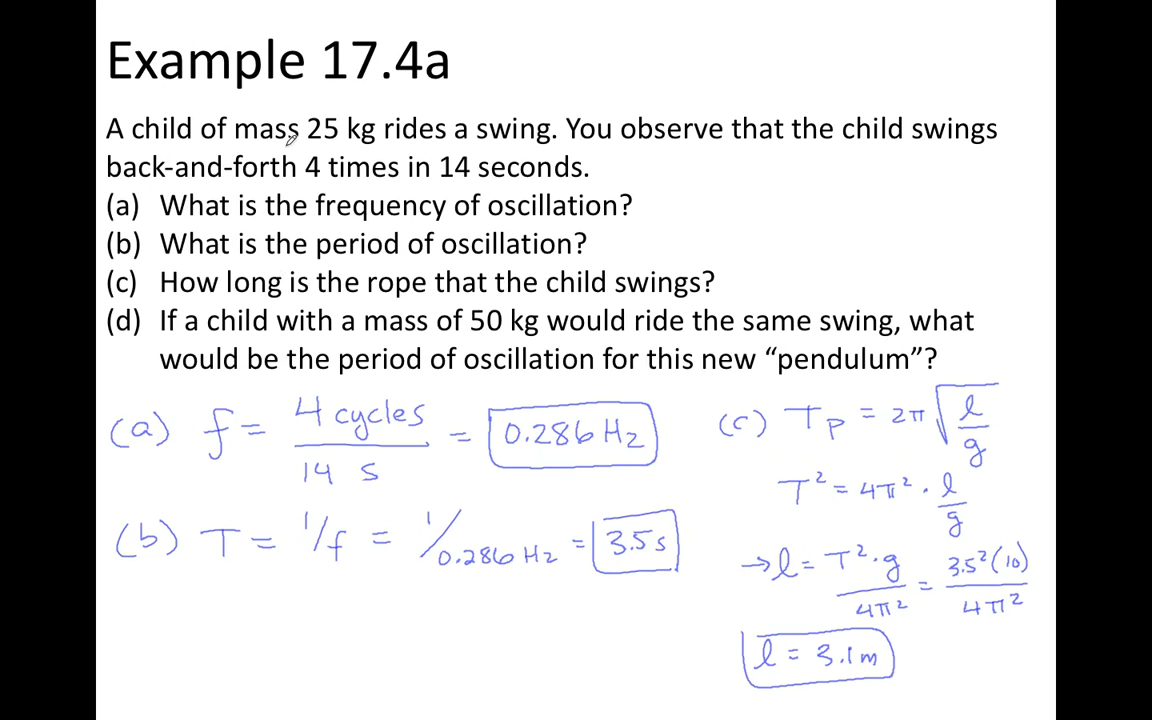 Example 17.4a
A child of mass 25 kg rides a swing. You observe that the child swings
back-and-forth 4 times in 14 seconds.
(a) What is the frequency of oscillation?
(b) What is the period of oscillation?
(c) How long is the rope that the child swings?
(d) If a child with a mass of 50 kg would ride the same swing, what
would be the period of oscillation for this new “pendulum”?
(a) f = 4 cycles / 14 s = 0.286 Hz
(b) T = 1/f = 1/0.286 Hz = 3.5 s
(c) T_P = 2π √(l/g)
T² = 4π² · l/g
→ l = T² · g / 4π² = 3.5² (10) / 4π²
l = 3.1 m